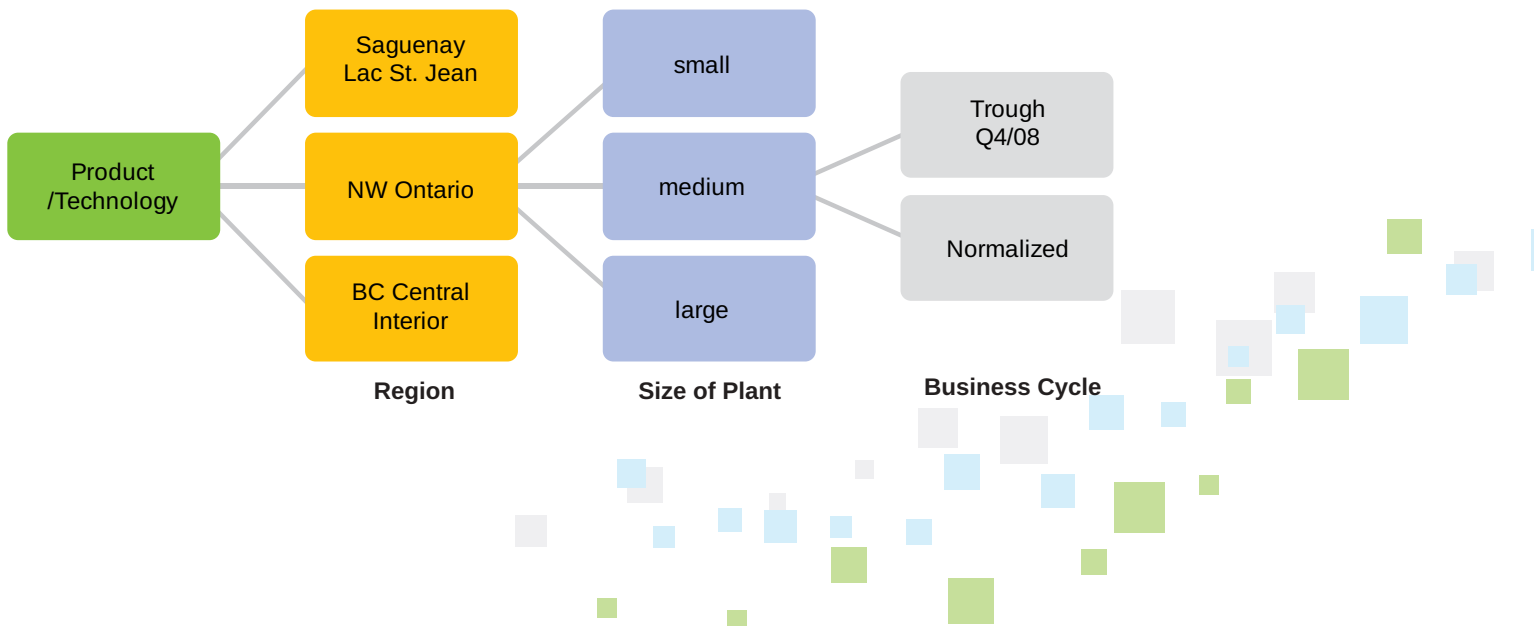 Product
/Technology
Saguenay
Lac St. Jean
NW Ontario
BC Central
Interior
Region
small
medium
large
Size of Plant
Trough
Q4/08
Normalized
Business Cycle